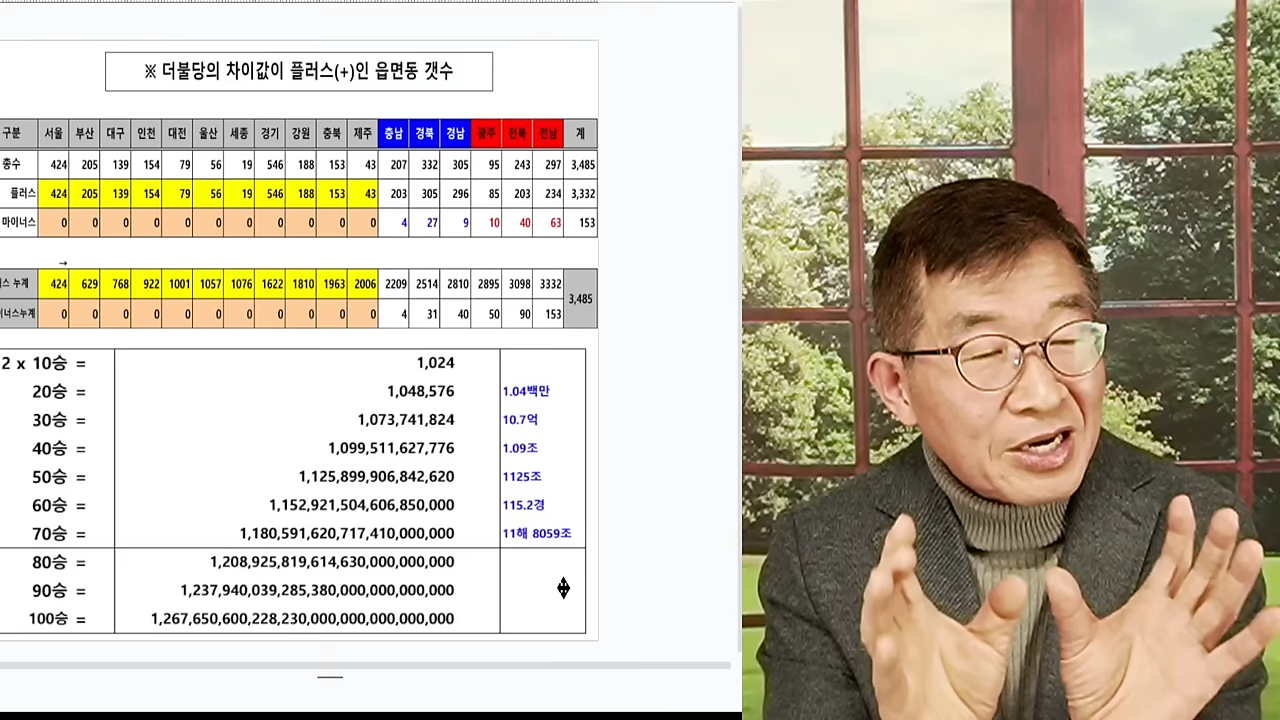 ※ 더불당의 차이값이 플러스(+)인 읍면동 갯수
구분 서울 부산 대구 인천 대전 울산 세종 경기 강원 충북 제주 충남 경북 경남 광주 전북 전남 계
총수 424 205 139 154 79 56 19 546 188 153 43 207 332 305 95 243 297 3,485
플러스 424 205 139 154 79 56 19 546 188 153 43 203 305 296 85 203 234 3,332
마이너스 0 0 0 0 0 0 0 0 0 0 0 4 27 9 10 40 63 153
→
스 누계 424 629 768 922 1001 1057 1076 1622 1810 1963 2006 2209 2514 2810 2895 3098 3332 3,485
너스누계 0 0 0 0 0 0 0 0 0 0 0 4 31 40 50 90 153
2 x 10승 = 1,024
20승 = 1,048,576 1.04백만
30승 = 1,073,741,824 10.7억
40승 = 1,099,511,627,776 1.09조
50승 = 1,125,899,906,842,620 1125조
60승 = 1,152,921,504,606,850,000 115.2경
70승 = 1,180,591,620,717,410,000,000 11해 8059조
80승 = 1,208,925,819,614,630,000,000,000
90승 = 1,237,940,039,285,380,000,000,000,000
100승 = 1,267,650,600,228,230,000,000,000,000,000